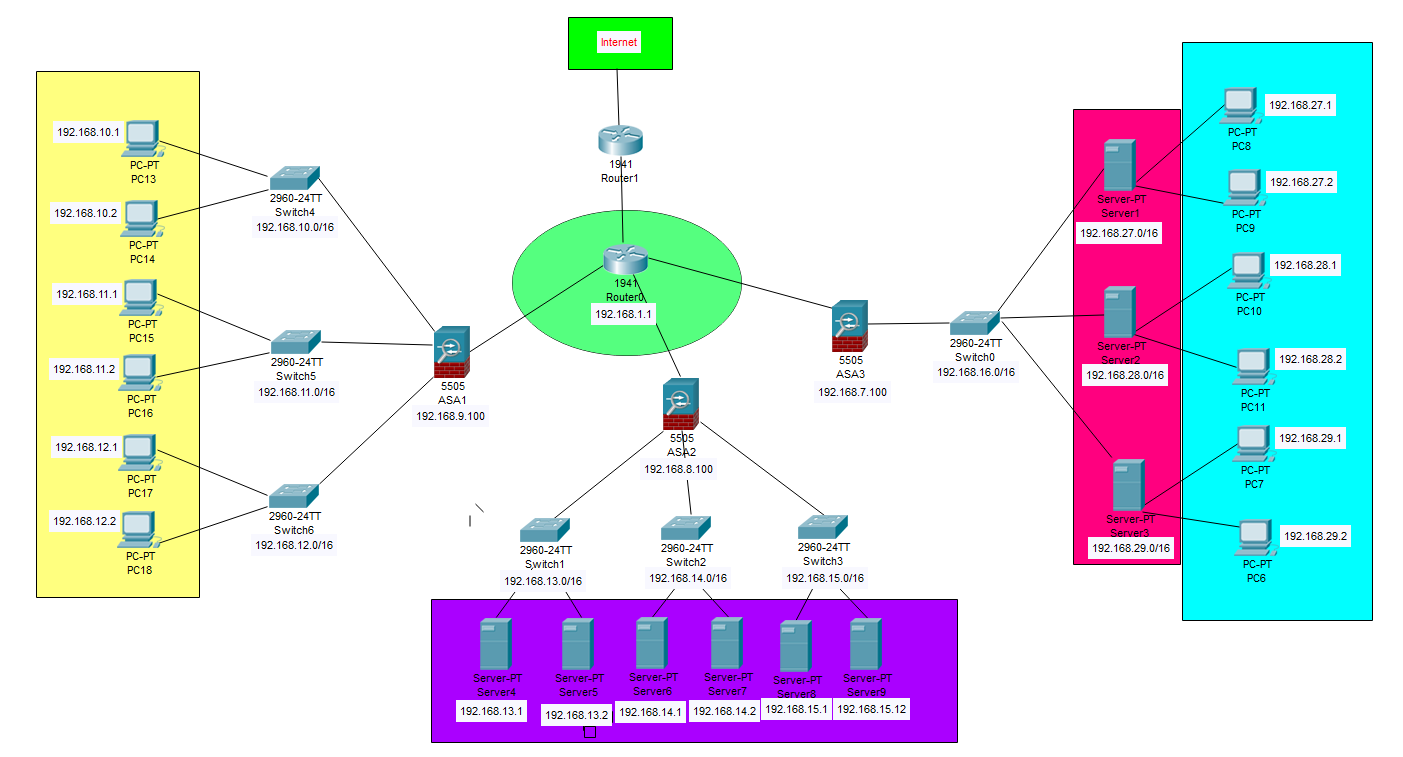 Internet
1941
Router1
1941
Router0
192.168.1.1
192.168.10.1
PC-PT
PC13
192.168.10.2
PC-PT
PC14
192.168.11.1
PC-PT
PC15
192.168.11.2
PC-PT
PC16
192.168.12.1
PC-PT
PC17
192.168.12.2
PC-PT
PC18
2960-24TT
Switch4
192.168.10.0/16
2960-24TT
Switch5
192.168.11.0/16
2960-24TT
Switch6
192.168.12.0/16
5505
ASA1
192.168.9.100
5505
ASA2
192.168.8.100
5505
ASA3
192.168.7.100
2960-24TT
Switch0
192.168.16.0/16
2960-24TT
Switch1
192.168.13.0/16
2960-24TT
Switch2
192.168.14.0/16
2960-24TT
Switch3
192.168.15.0/16
Server-PT
Server4
192.168.13.1
Server-PT
Server5
192.168.13.2
Server-PT
Server6
192.168.14.1
Server-PT
Server7
192.168.14.2
Server-PT
Server8
192.168.15.1
Server-PT
Server9
192.168.15.12
Server-PT
Server1
192.168.27.0/16
Server-PT
Server2
192.168.28.0/16
Server-PT
Server3
192.168.29.0/16
192.168.27.1
PC-PT
PC8
192.168.27.2
PC-PT
PC9
192.168.28.1
PC-PT
PC10
192.168.28.2
PC-PT
PC11
192.168.29.1
PC-PT
PC7
192.168.29.2
PC-PT
PC6